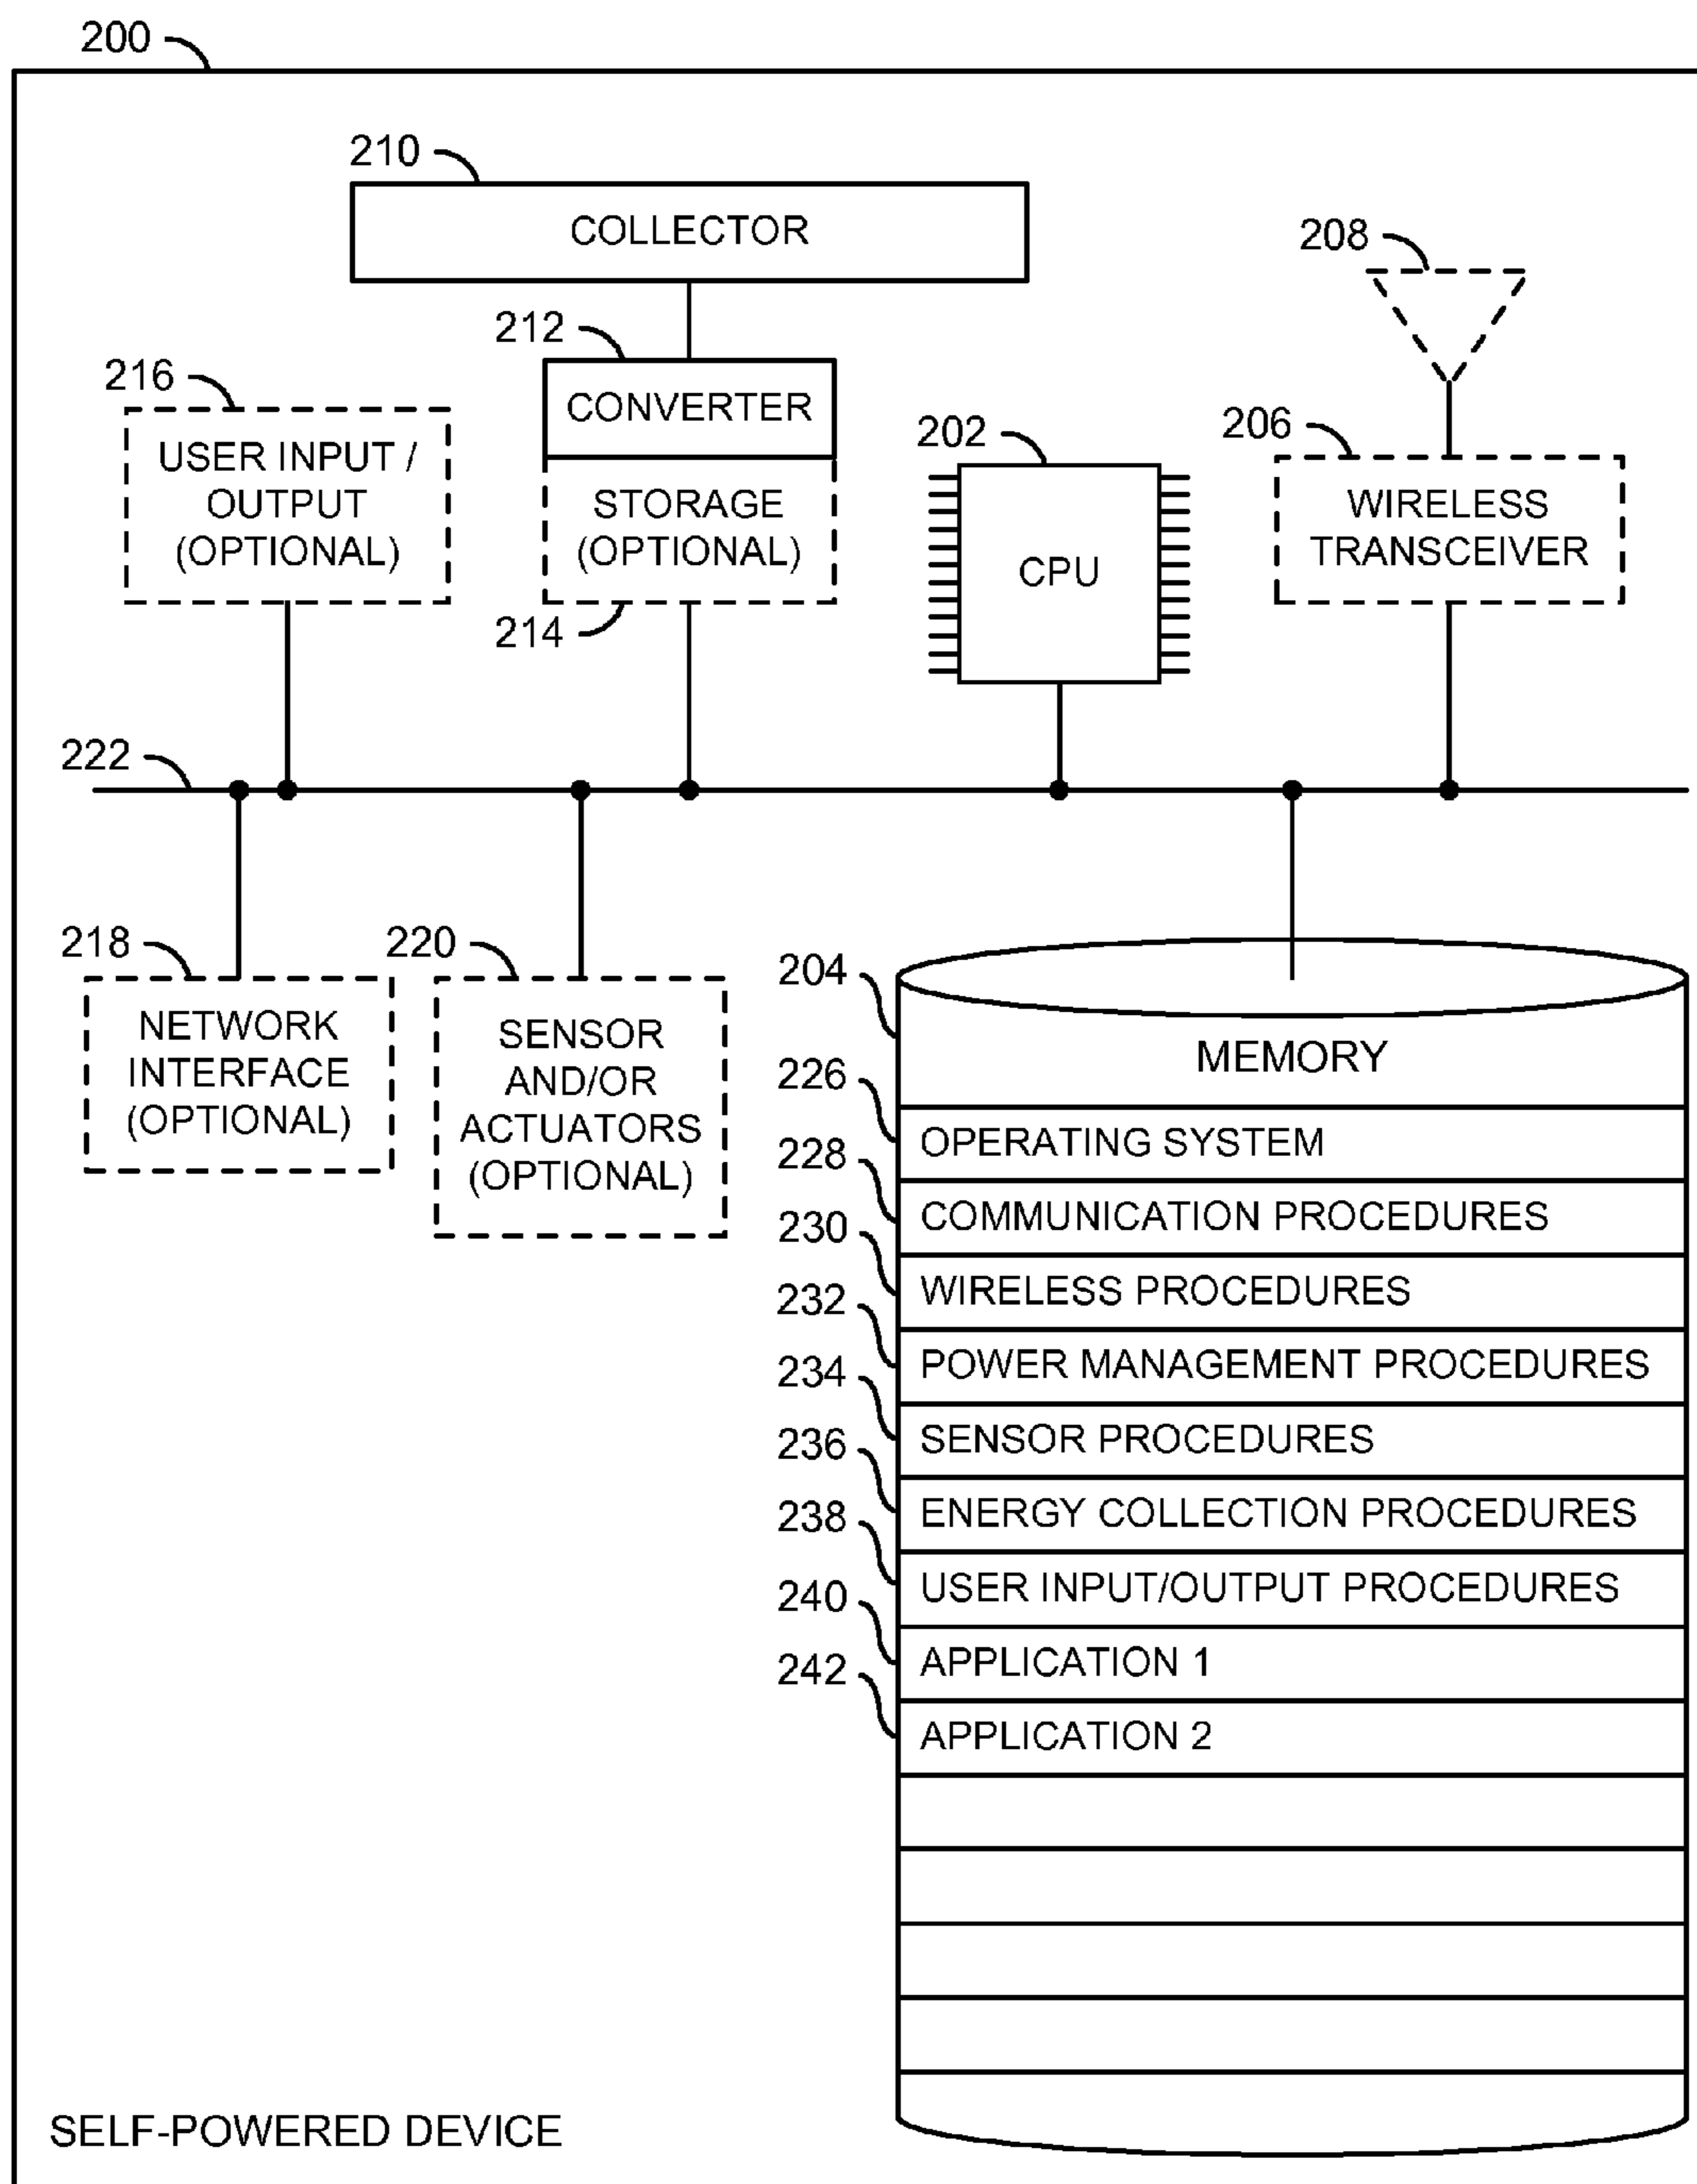 200
210
COLLECTOR
208
212
CONVERTER
216
USER INPUT /
OUTPUT
(OPTIONAL)
STORAGE
(OPTIONAL)
214
202
CPU
206
WIRELESS
TRANSCEIVER
222
218
NETWORK
INTERFACE
(OPTIONAL)
220
SENSOR
AND/OR
ACTUATORS
(OPTIONAL)
204
MEMORY
226
OPERATING SYSTEM
228
COMMUNICATION PROCEDURES
230
WIRELESS PROCEDURES
232
POWER MANAGEMENT PROCEDURES
234
SENSOR PROCEDURES
236
ENERGY COLLECTION PROCEDURES
238
USER INPUT/OUTPUT PROCEDURES
240
APPLICATION 1
242
APPLICATION 2
SELF-POWERED DEVICE